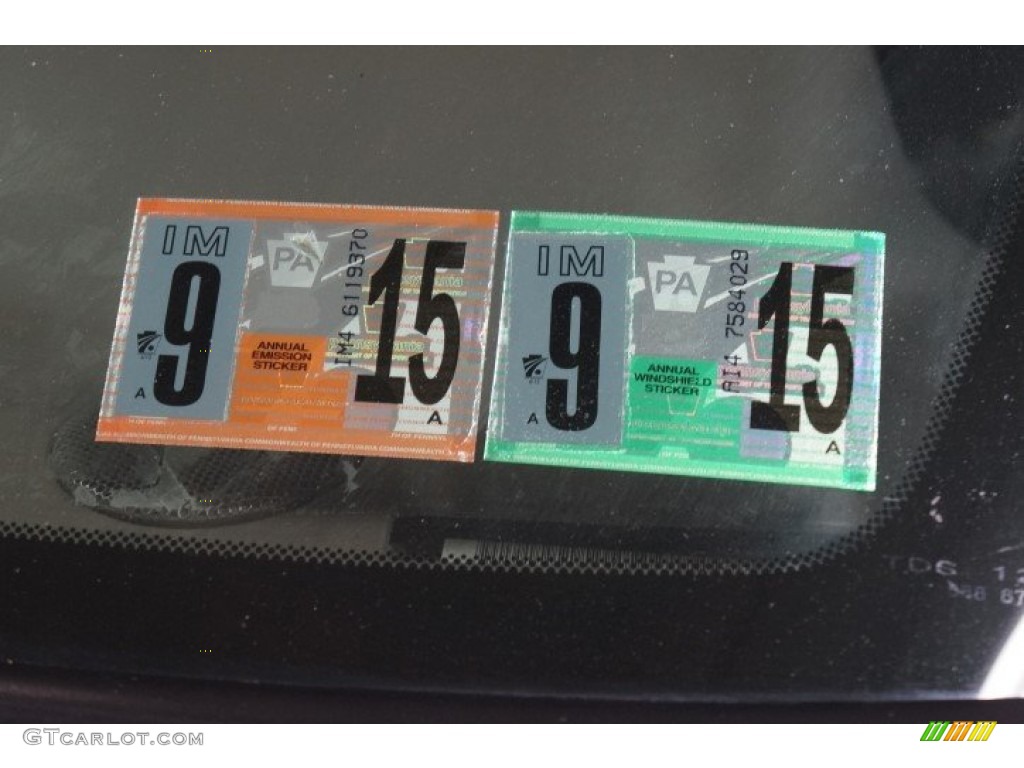 IM
9
A
PA
IM4 6119370
15
A
ANNUAL
EMISSION
STICKER
IM
9
A
PA
AI4 7584029
15
A
ANNUAL
WINDSHIELD
STICKER
TDG
GTCARLOT.COM